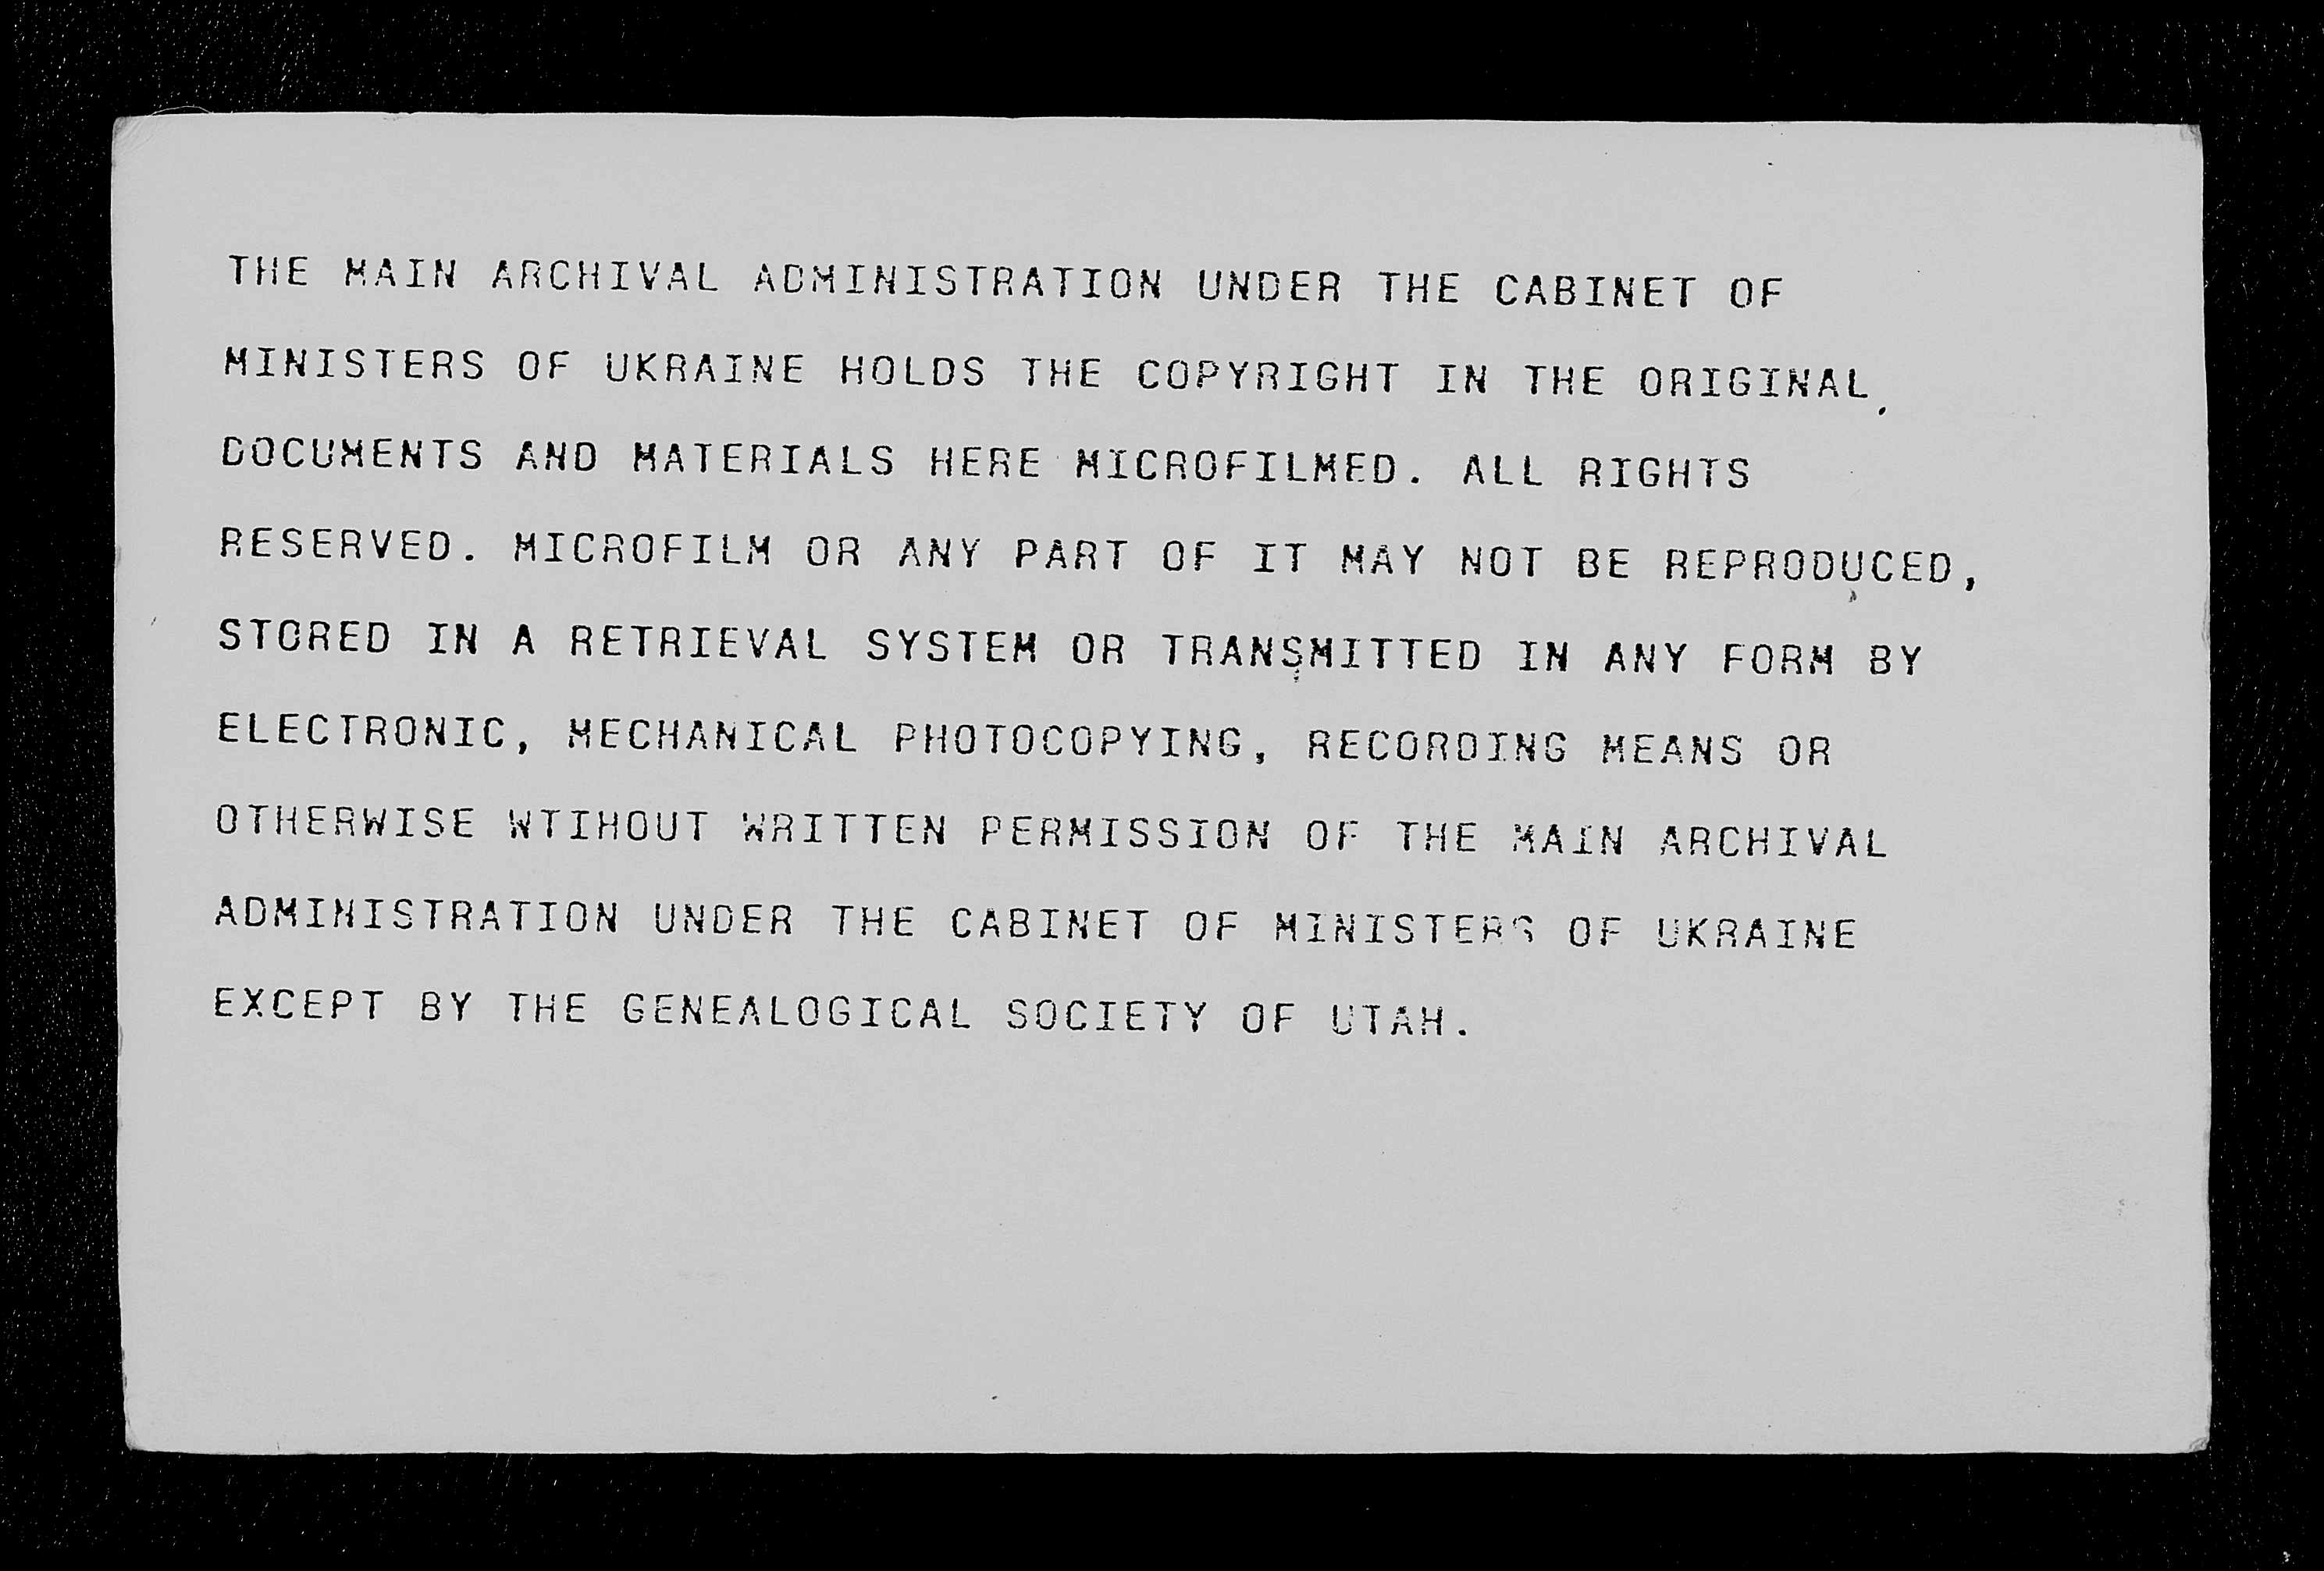 THE MAIN ARCHIVAL ADMINISTRATION UNDER THE CABINET OF
MINISTERS OF UKRAINE HOLDS THE COPYRIGHT IN THE ORIGINAL
DOCUMENTS AND MATERIALS HERE MICROFILMED. ALL RIGHTS
RESERVED. MICROFILM OR ANY PART OF IT MAY NOT BE REPRODUCED,
STORED IN A RETRIEVAL SYSTEM OR TRANSMITTED IN ANY FORM BY
ELECTRONIC, MECHANICAL PHOTOCOPYING, RECORDING MEANS OR
OTHERWISE WTIHOUT WRITTEN PERMISSION OF THE MAIN ARCHIVAL
ADMINISTRATION UNDER THE CABINET OF MINISTERS OF UKRAINE
EXCEPT BY THE GENEALOGICAL SOCIETY OF UTAH.